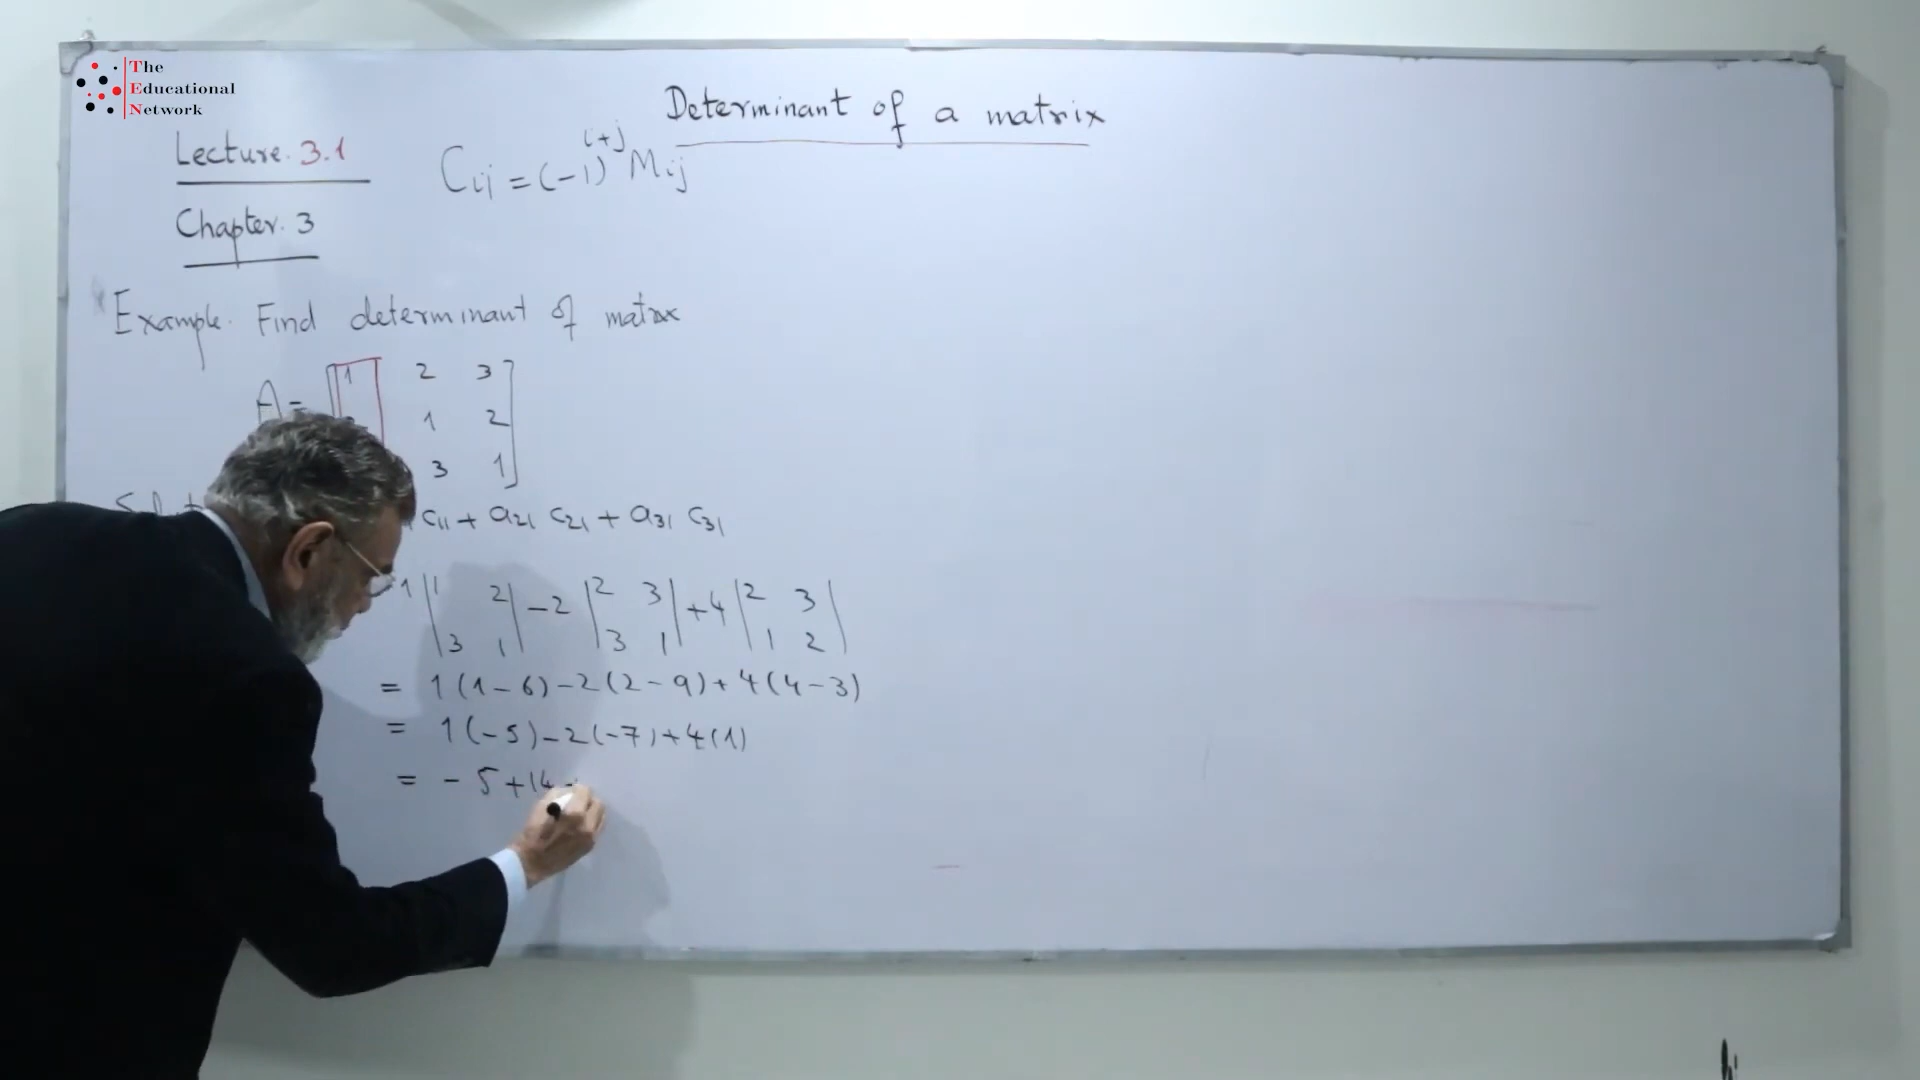 The
Educational
Network
Determinant of a matrix
Lecture. 3.1
Cij = (-1)^i+j Mij
Chapter. 3
Example. Find determinant of matrix
A = [1 2 3]
1 2
3 1
c11 + a21 c21 + a31 c31
1 |1 2| - 2 |2 3| + 4 |2 3|
|3 1| |3 1| |1 2|
= 1(1-6) - 2(2-9) + 4(4-3)
= 1(-5) - 2(-7) + 4(1)
= - 5 + 14